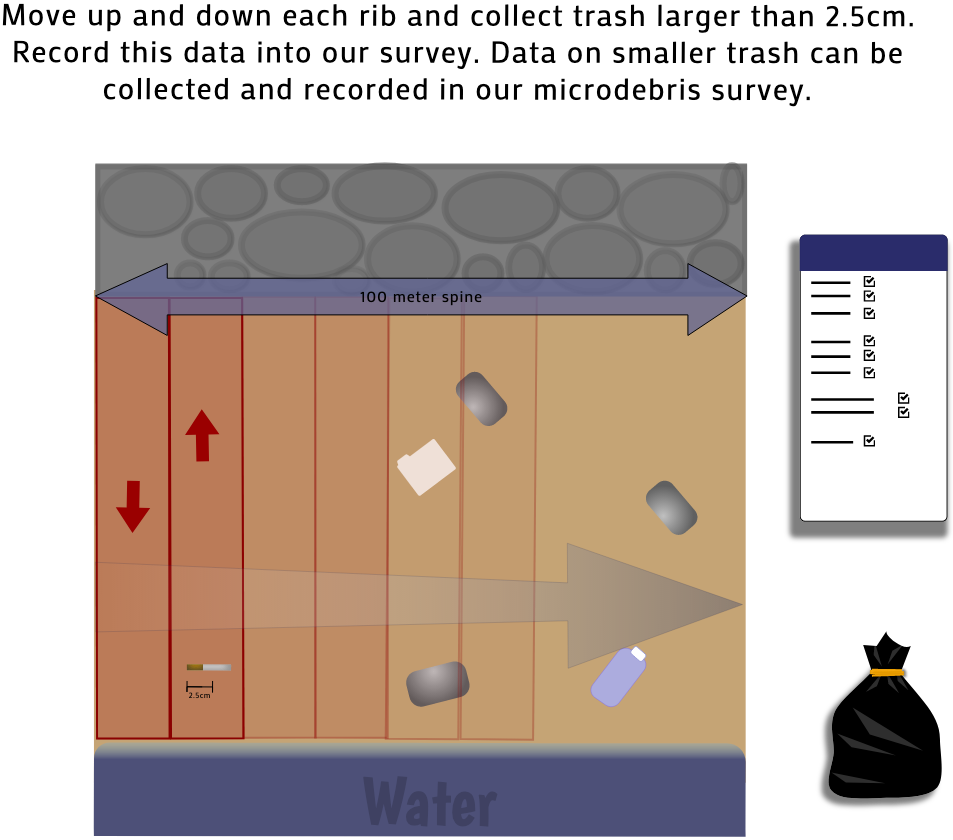 Move up and down each rib and collect trash larger than 2.5cm.
Record this data into our survey. Data on smaller trash can be
collected and recorded in our microdebris survey.
100 meter spine
2.5cm
Water